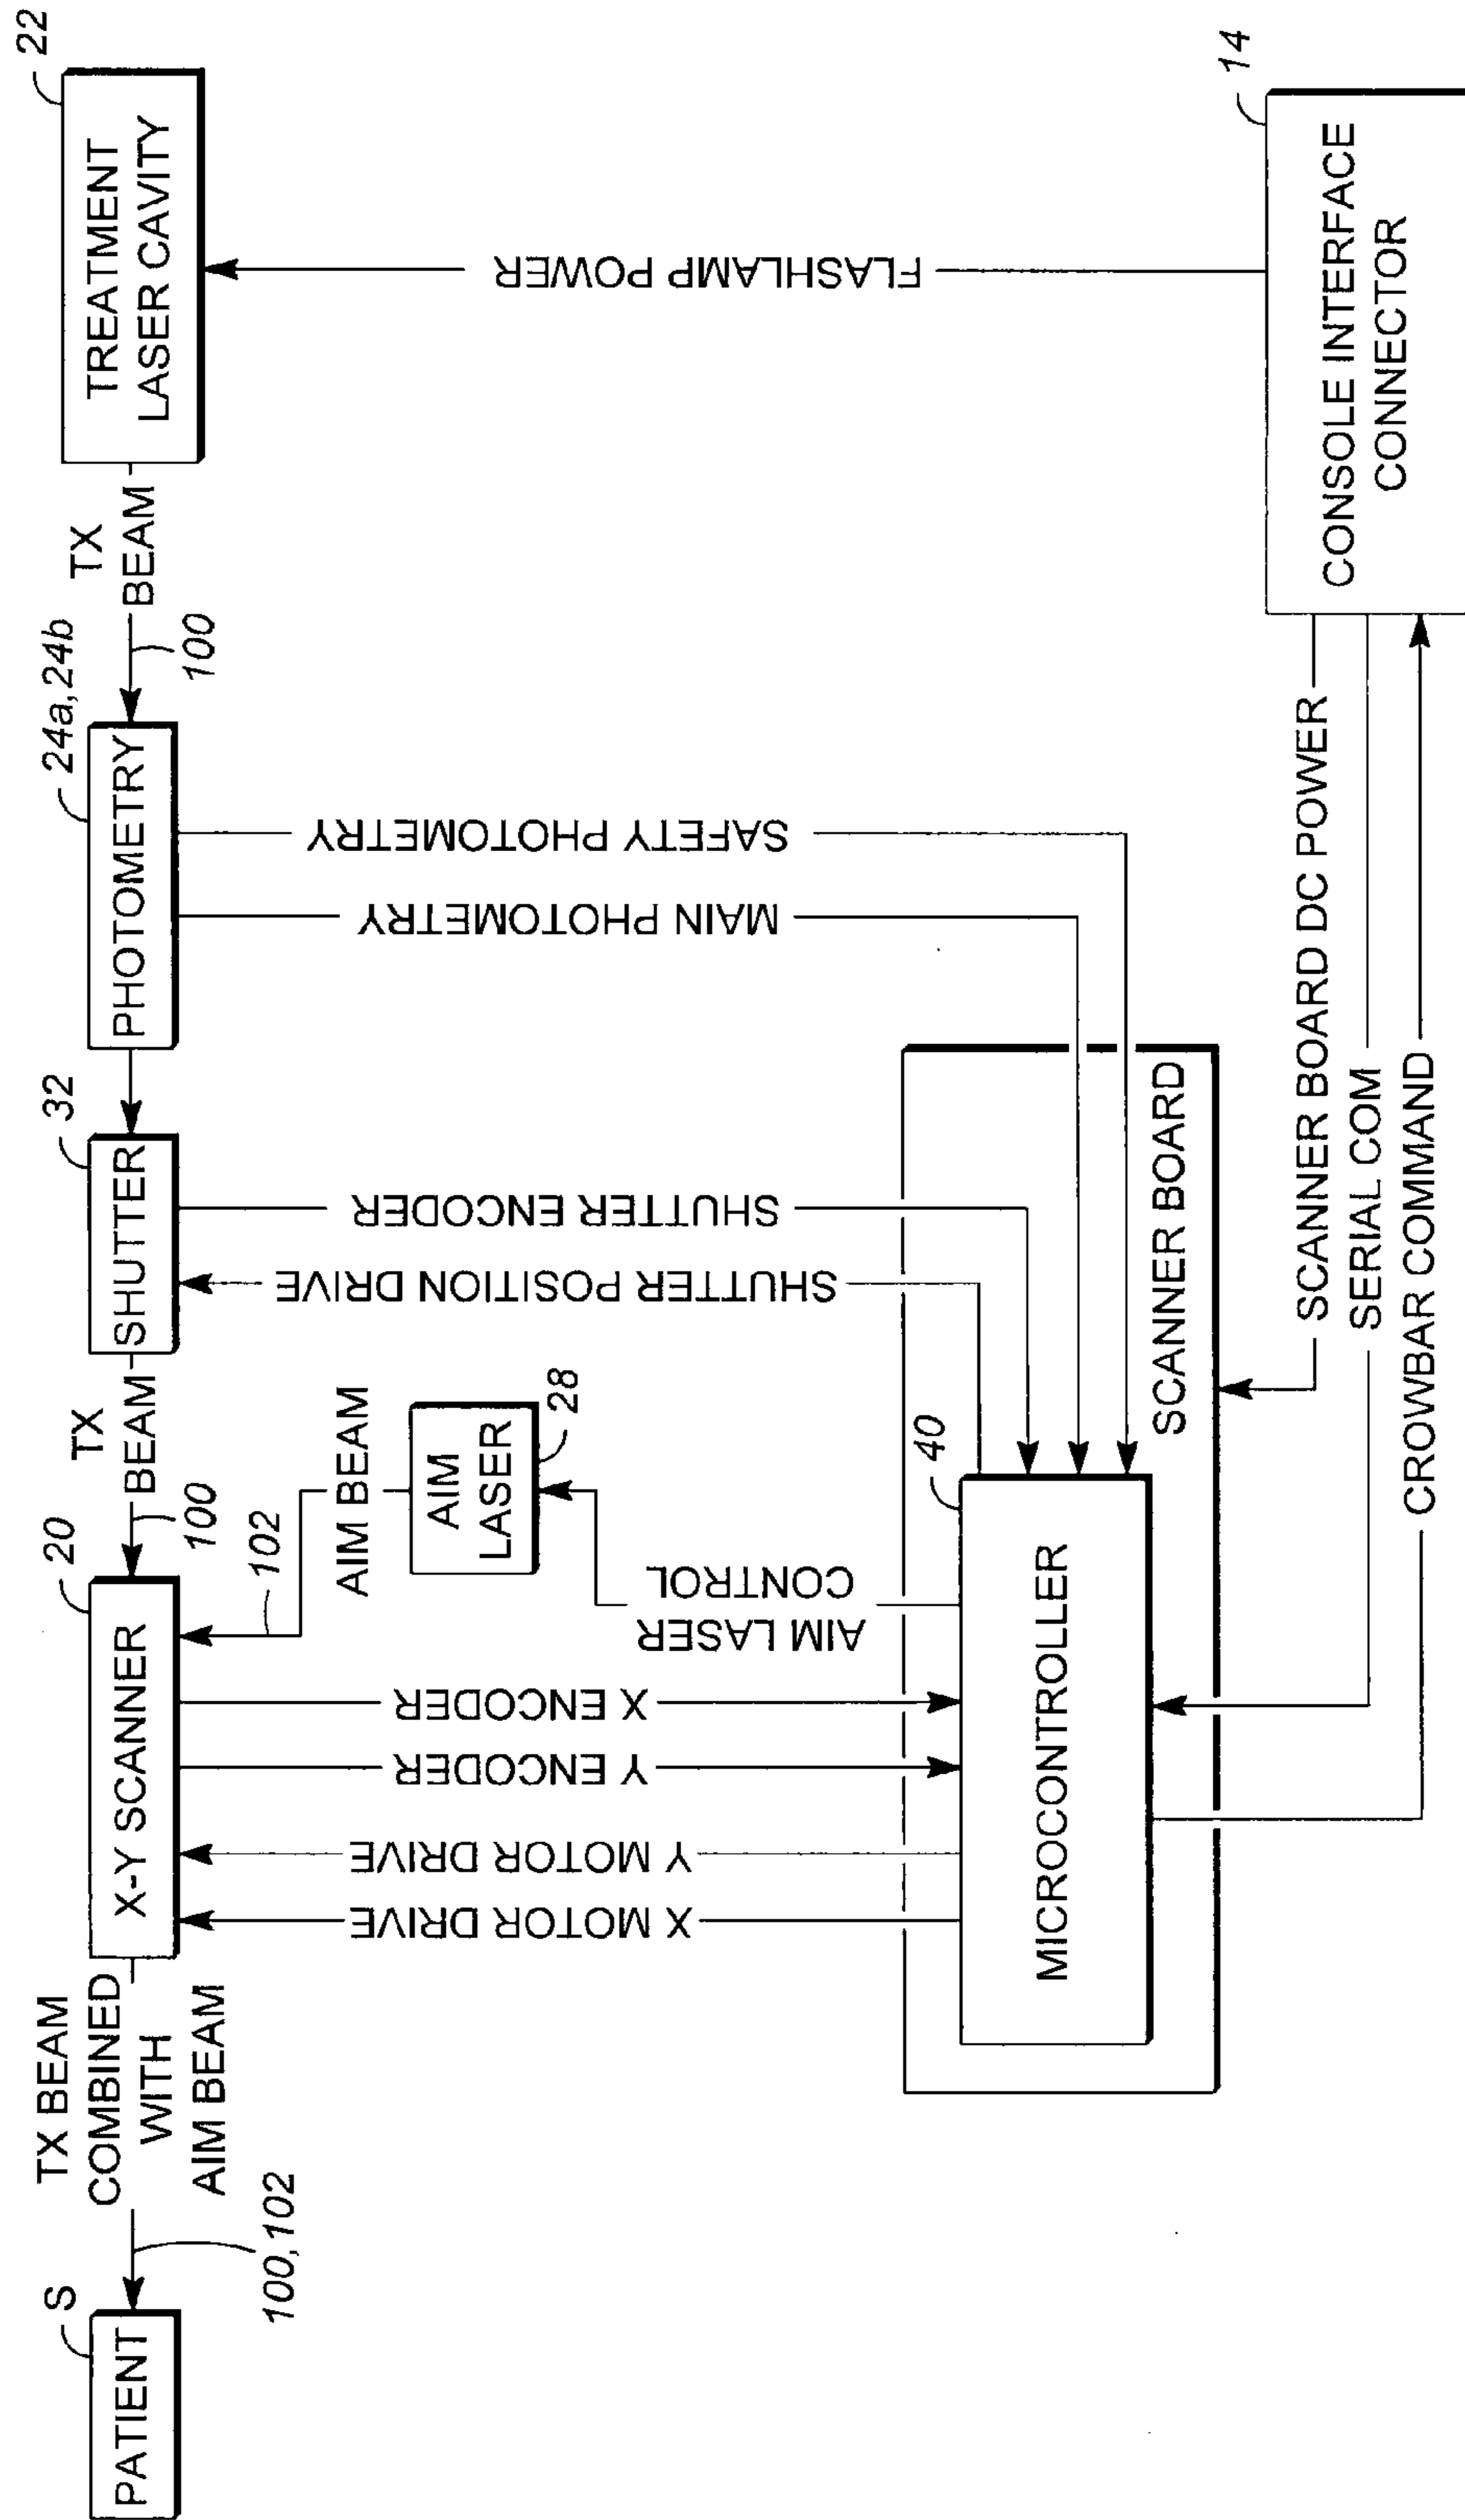 PATIENT
S
100,102
TX BEAM
COMBINED
WITH
AIM BEAM
X-Y SCANNER
20
TX
BEAM
100
SHUTTER
32
PHOTOMETRY
24a,24b
TX
BEAM
100
TREATMENT
LASER CAVITY
22
102
AIM BEAM
AIM
LASER
28
X MOTOR DRIVE
Y MOTOR DRIVE
Y ENCODER
X ENCODER
AIM LASER
CONTROL
SHUTTER POSITION DRIVE
SHUTTER ENCODER
MAIN PHOTOMETRY
SAFETY PHOTOMETRY
FLASHLAMP POWER
MICROCONTROLLER
40
SCANNER BOARD
SCANNER BOARD DC POWER
SERIAL COM
CROWBAR COMMAND
CONSOLE INTERFACE
CONNECTOR
14